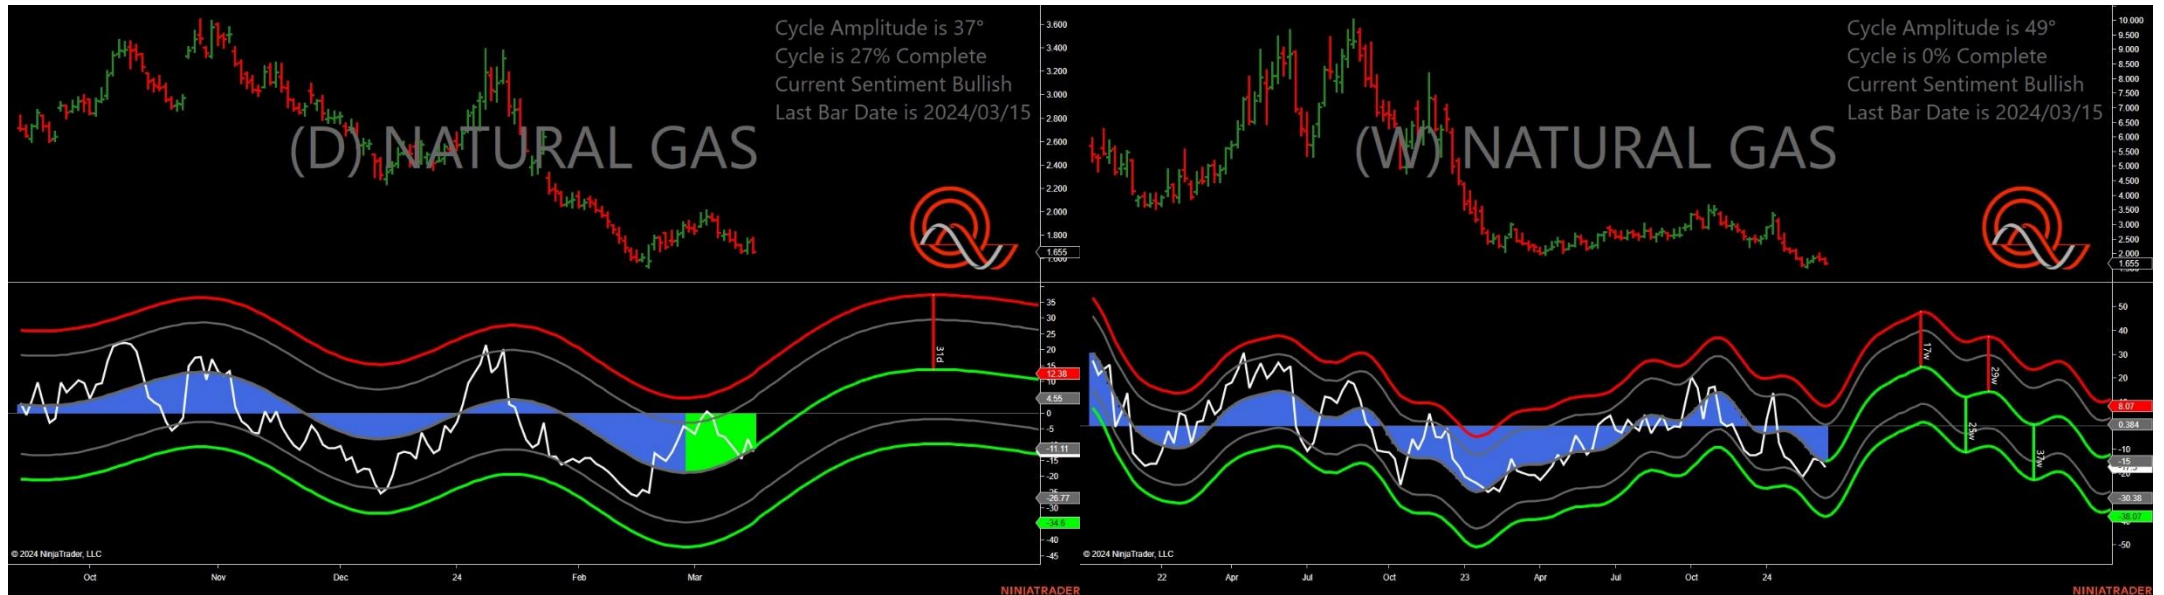 Cycle Amplitude is 37°
Cycle is 27% Complete
Current Sentiment Bullish
Last Bar Date is 2024/03/15
(D) NATURAL GAS
3.600
3.400
3.200
3.000
2.800
2.600
2.400
2.200
2.000
1.800
1.655
31d
35
30
25
20
15
12.38
10
4.55
0
-5
-11.11
-15
-20
-26.77
-30
-34.6
-40
-45
© 2024 NinjaTrader, LLC
Oct
Nov
Dec
24
Feb
Mar
NINJATRADER
Cycle Amplitude is 49°
Cycle is 0% Complete
Current Sentiment Bullish
Last Bar Date is 2024/03/15
(W) NATURAL GAS
10.000
9.500
9.000
8.500
8.000
7.500
7.000
6.500
6.000
5.500
5.000
4.500
4.000
3.500
3.000
2.500
2.000
1.655
17w
29w
25w
37w
50
40
30
20
8.07
0.384
-10
-15
-20
-30.38
-38.07
-50
© 2024 NinjaTrader, LLC
22
Apr
Jul
Oct
23
Apr
Jul
Oct
24
NINJATRADER